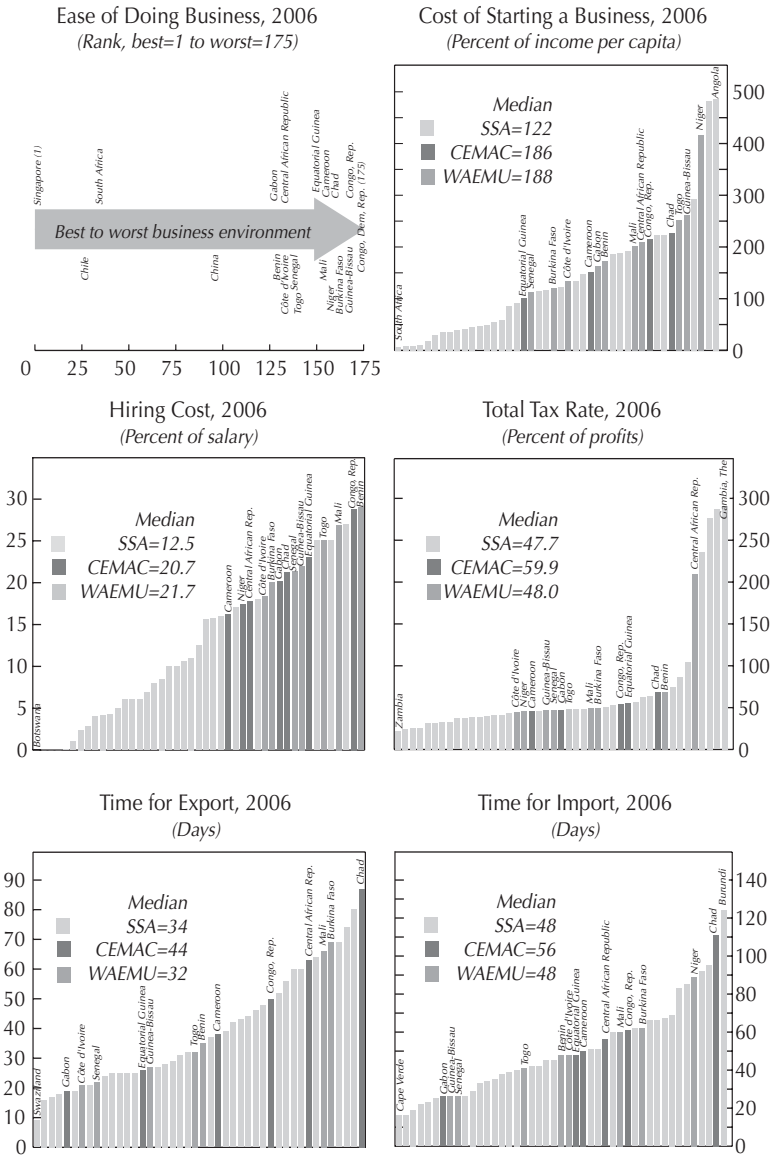 Ease of Doing Business, 2006
(Rank, best=1 to worst=175)
Singapore (1)
South Africa
Gabon
Central African Republic
Equatorial Guinea
Cameroon
Chad
Congo, Rep.
Congo, Dem, Rep. (175)
Best to worst business environment
Chile
China
Benin
Côte d'Ivoire
Togo
Senegal
Mali
Niger
Burkina Faso
Guinea-Bissau
0 25 50 75 100 125 150 175
Cost of Starting a Business, 2006
(Percent of income per capita)
Median
SSA=122
CEMAC=186
WAEMU=188
South Africa
Equatorial Guinea
Senegal
Burkina Faso
Côte d'Ivoire
Cameroon
Gabon
Benin
Mali
Central African Republic
Congo, Rep.
Chad
Togo
Guinea-Bissau
Niger
Angola
500
400
300
200
100
0
Hiring Cost, 2006
(Percent of salary)
30
25
20
15
10
5
0
Median
SSA=12.5
CEMAC=20.7
WAEMU=21.7
Botswana
Cameroon
Niger
Central African Rep.
Côte d'Ivoire
Burkina Faso
Gabon
Chad
Senegal
Guinea-Bissau
Equatorial Guinea
Togo
Mali
Congo, Rep.
Benin
Total Tax Rate, 2006
(Percent of profits)
Median
SSA=47.7
CEMAC=59.9
WAEMU=48.0
Zambia
Côte d'Ivoire
Niger
Cameroon
Guinea-Bissau
Senegal
Gabon
Togo
Mali
Burkina Faso
Congo, Rep.
Equatorial Guinea
Chad
Benin
Central African Rep.
Gambia, The
300
250
200
150
100
50
0
Time for Export, 2006
(Days)
90
80
70
60
50
40
30
20
10
0
Median
SSA=34
CEMAC=44
WAEMU=32
Swaziland
Gabon
Côte d'Ivoire
Senegal
Equatorial Guinea
Guinea-Bissau
Togo
Benin
Cameroon
Congo, Rep.
Central African Rep.
Mali
Burkina Faso
Chad
Time for Import, 2006
(Days)
Median
SSA=48
CEMAC=56
WAEMU=48
Cape Verde
Gabon
Guinea-Bissau
Senegal
Togo
Benin
Côte d'Ivoire
Equatorial Guinea
Cameroon
Central African Republic
Mali
Congo, Rep.
Burkina Faso
Niger
Chad
Burundi
140
120
100
80
60
40
20
0